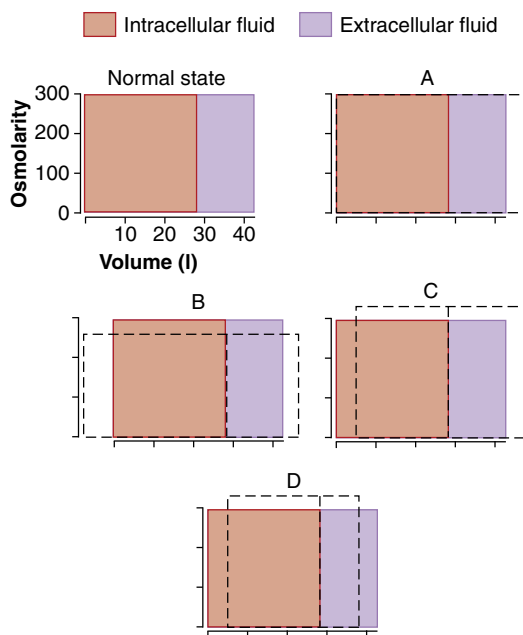 Intracellular fluid Extracellular fluid
Normal state
A
Osmolarity
300
200
100
0
10 20 30 40
Volume (l)
B
C
D